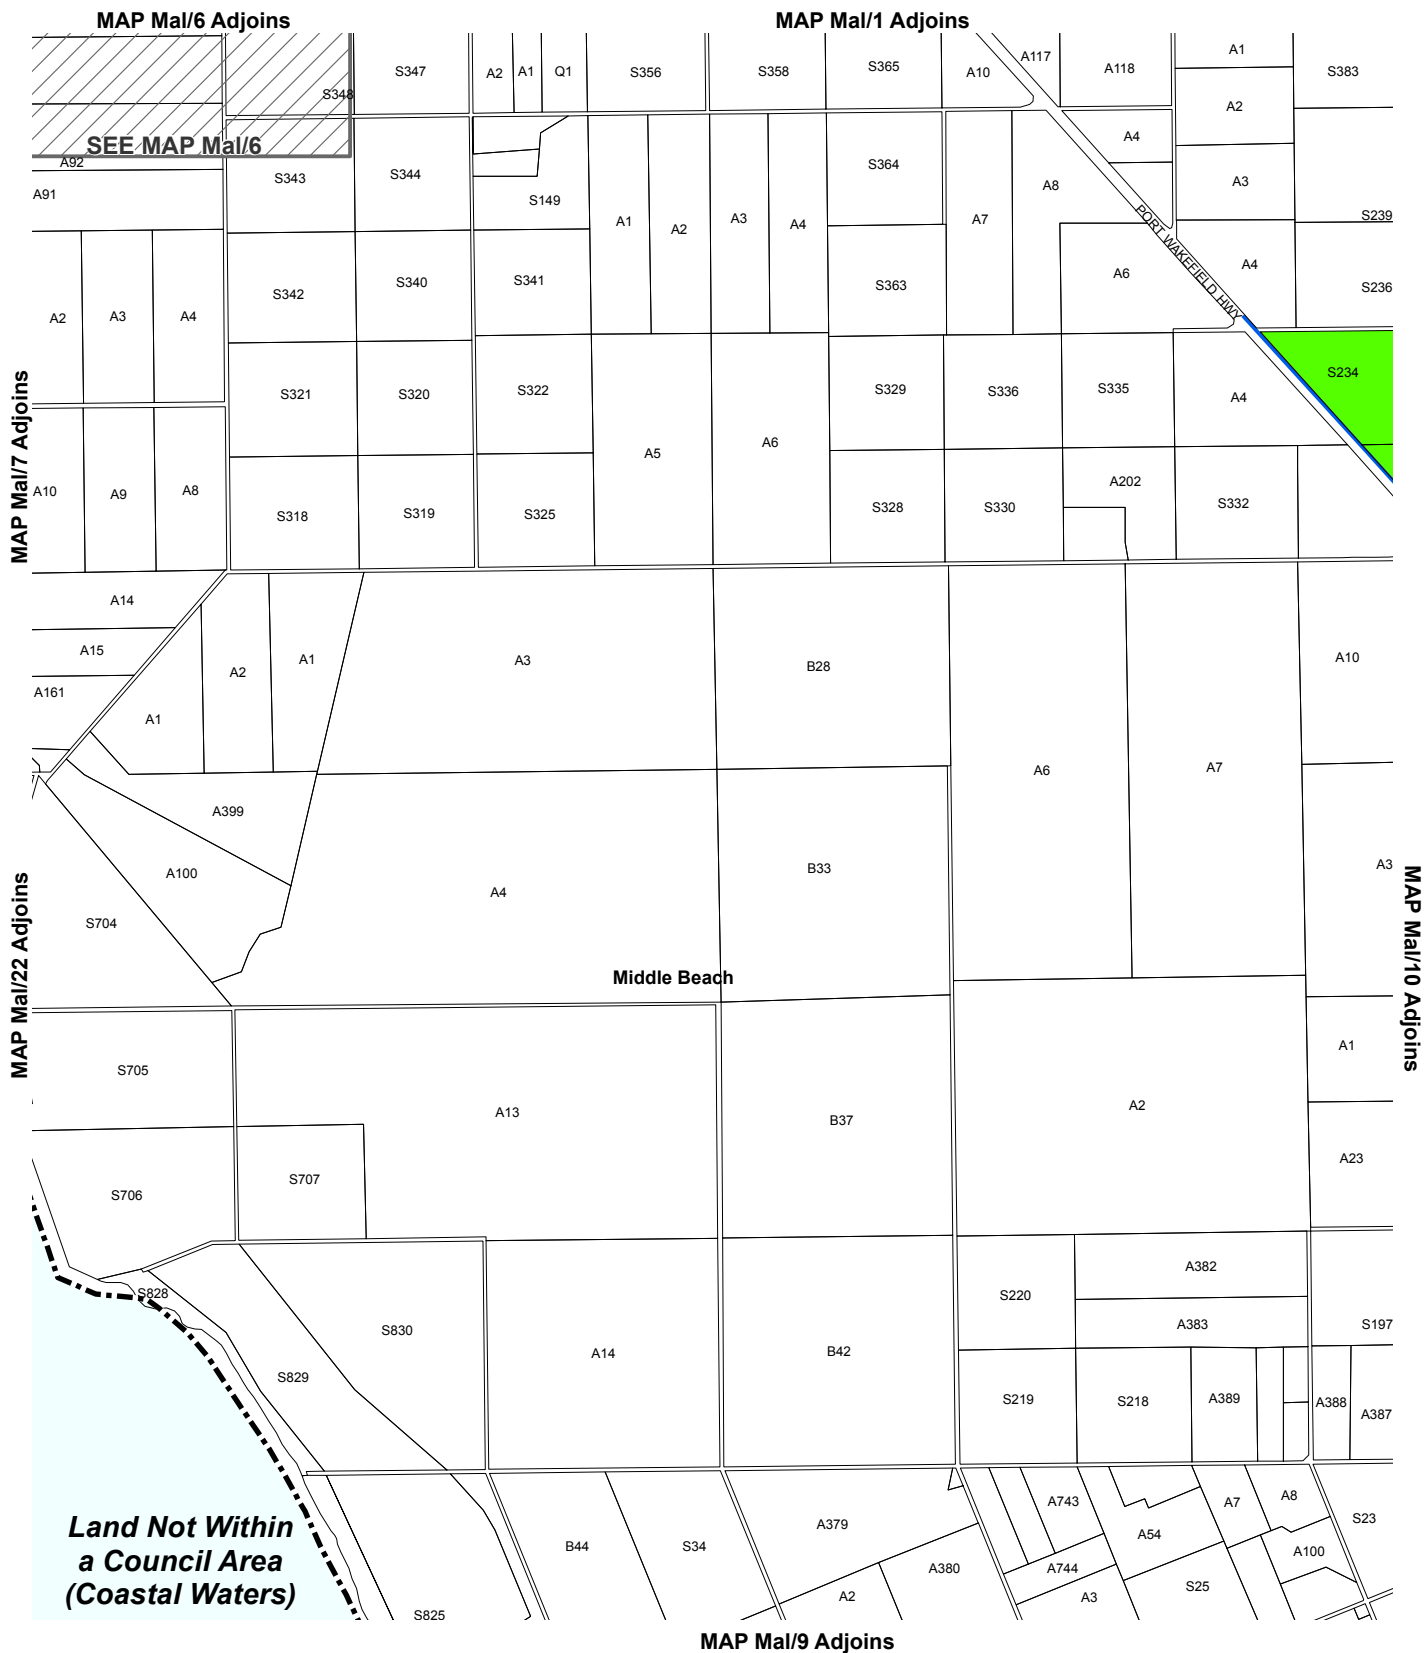 MAP Mal/6 Adjoins
MAP Mal/1 Adjoins
S347
A2
A1
Q1
S356
S358
S365
A10
A117
A118
A1
S383
S348
A2
SEE MAP Mal/6
A92
A91
S343
S344
S149
A1
A2
A3
A4
S364
A7
A8
A4
A3
S239
PORT WAKEFIELD HWY
A2
A3
A4
S342
S340
S341
S363
A6
A4
S236
MAP Mal/7 Adjoins
S321
S320
S322
A5
A6
S329
S336
S335
A4
S234
A10
A9
A8
S318
S319
S325
S328
S330
A202
S332
A14
A15
A161
A1
A2
A1
A3
B28
A6
A7
A10
A399
A100
S704
A4
B33
A3
MAP Mal/22 Adjoins
MAP Mal/10 Adjoins
Middle Beach
S705
A13
B37
A2
A1
A23
S706
S707
S828
S829
S830
A14
B42
S220
A382
A383
S197
S219
S218
A389
A388
A387
Land Not Within
a Council Area
(Coastal Waters)
S825
B44
S34
A379
A2
A380
A743
A744
A3
A54
S25
A7
A8
A100
S23
MAP Mal/9 Adjoins